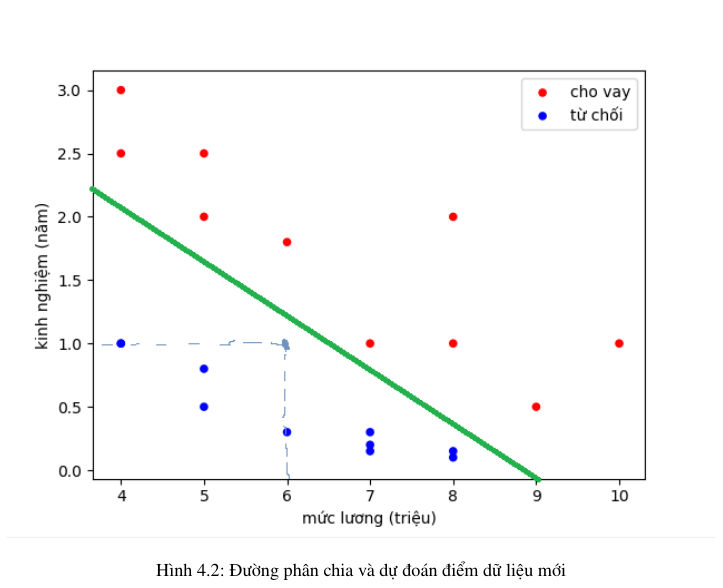 cho vay
từ chối
3.0
2.5
2.0
1.5
1.0
0.5
0.0
kinh nghiệm (năm)
4 5 6 7 8 9 10
mức lương (triệu)
Hình 4.2: Đường phân chia và dự đoán điểm dữ liệu mới